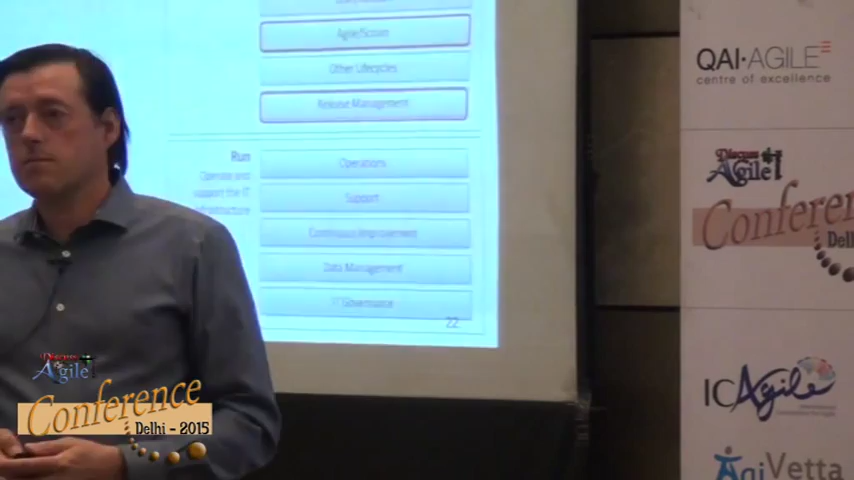 Agile/Scrum
Other Lifecycles
Release Management
Run
Operate and
support the IT
infrastructure
Operations
Support
Continuous Improvement
Data Management
IT Governance
22
QAI·AGILE
centre of excellence
Discuss
Agile
Conference
Delhi
ICAgile
AgiVetta
Discuss
Agile
Conference
Delhi - 2015